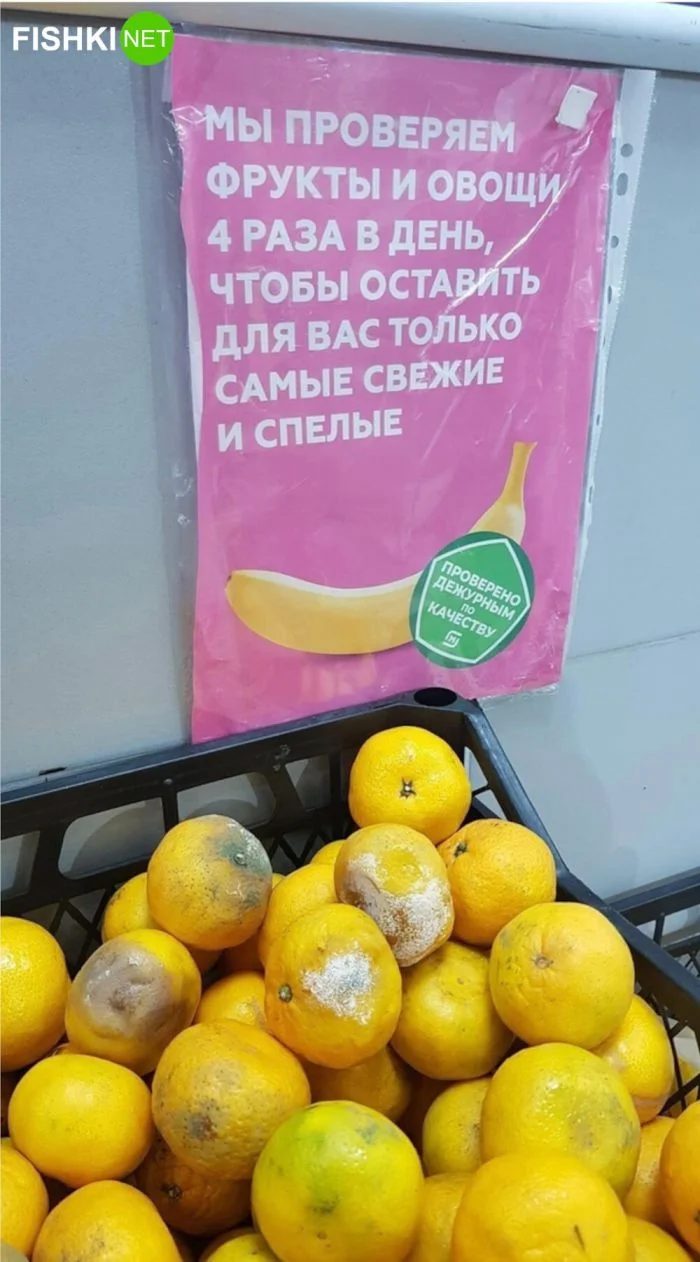 FISHKI NET
МЫ ПРОВЕРЯЕМ
ФРУКТЫ И ОВОЩИ
4 РАЗА В ДЕНЬ,
ЧТОБЫ ОСТАВИТЬ
ДЛЯ ВАС ТОЛЬКО
САМЫЕ СВЕЖИЕ
И СПЕЛЫЕ
ПРОВЕРЕНО
ДЕЖУРНЫМ
ПО
КАЧЕСТВУ